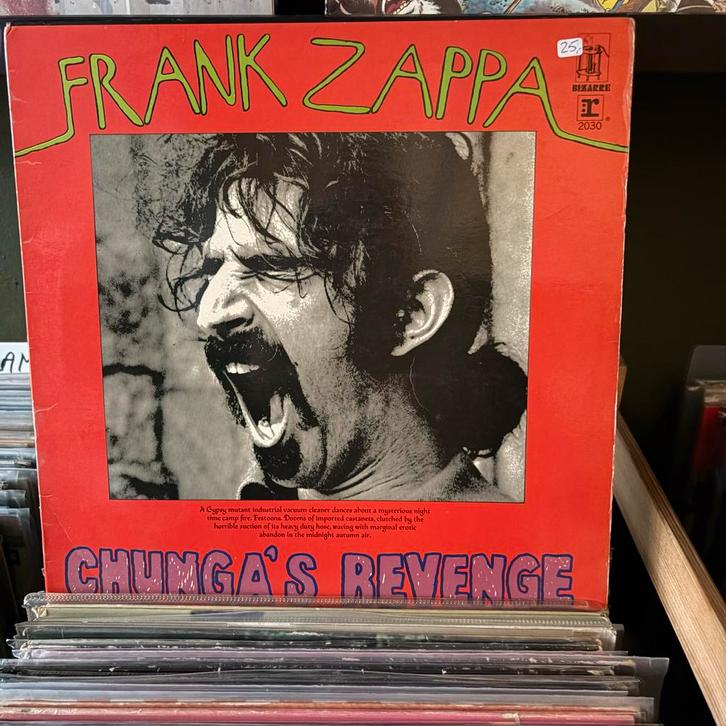 FRANK ZAPPA
25,-
BIZARRE
r
2030
A Gypsy mutant industrial vacuum cleaner dances about a mysterious night
time camp fire. Festoons. Dozens of imported castanets, clutched by the
horrible suction of its heavy duty hose, waving with marginal erotic
abandon in the midnight autumn air.
CHUNGA'S REVENGE
AM